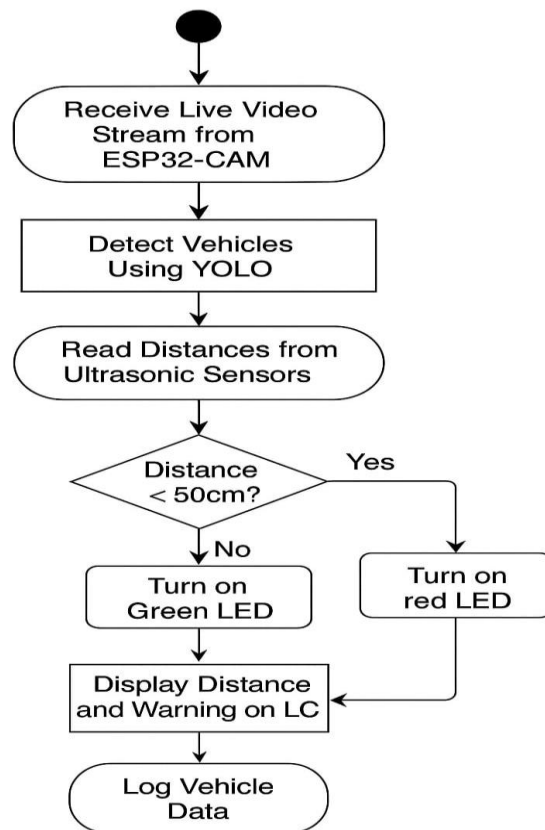 Receive Live Video
Stream from
ESP32-CAM
Detect Vehicles
Using YOLO
Read Distances from
Ultrasonic Sensors
Distance
< 50cm?
Yes
No
Turn on
Green LED
Turn on
red LED
Display Distance
and Warning on LC
Log Vehicle
Data